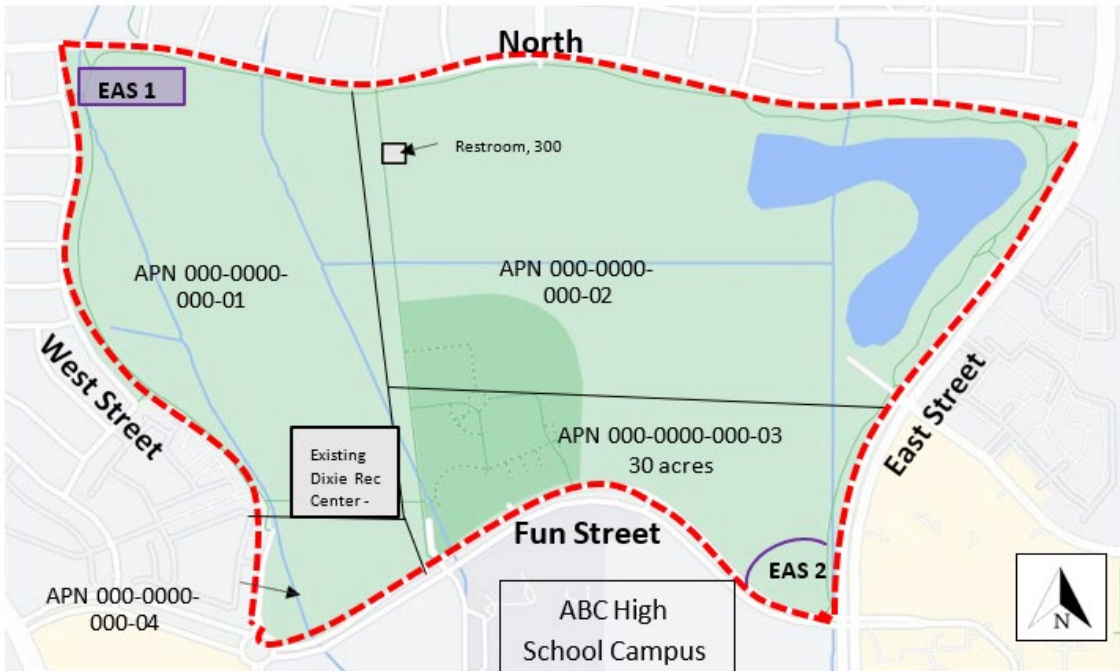 North
EAS 1
Restroom, 300
APN 000-0000-
000-01
APN 000-0000-
000-02
West Street
East Street
APN 000-0000-000-03
30 acres
Existing
Dixie Rec
Center -
Fun Street
EAS 2
APN 000-0000-
000-04
ABC High
School Campus
N